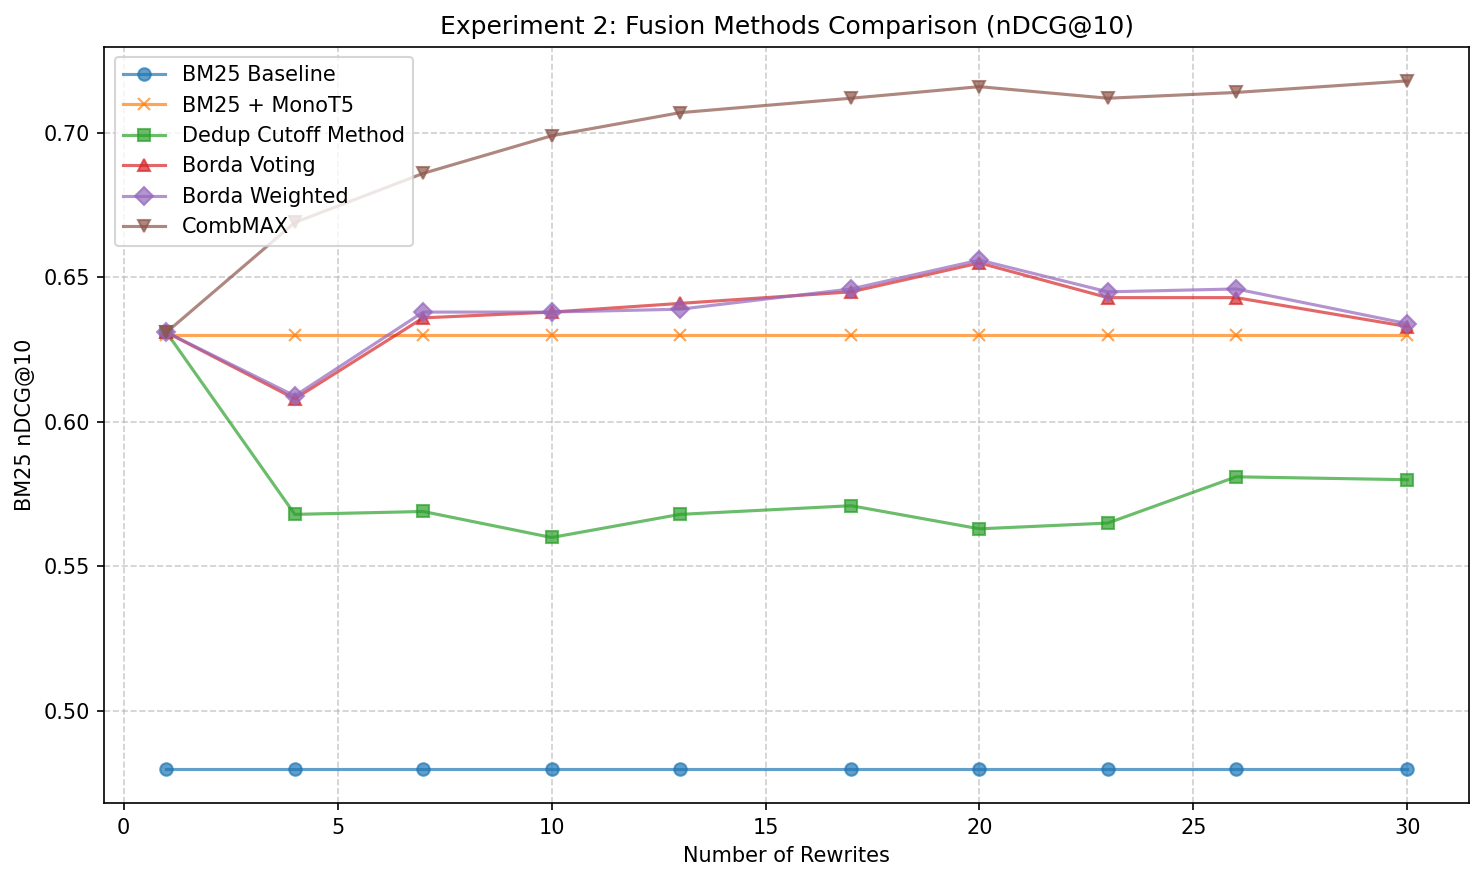 Experiment 2: Fusion Methods Comparison (nDCG@10)
BM25 Baseline
BM25 + MonoT5
Dedup Cutoff Method
Borda Voting
Borda Weighted
CombMAX
BM25 nDCG@10
0.70
0.65
0.60
0.55
0.50
0 5 10 15 20 25 30
Number of Rewrites